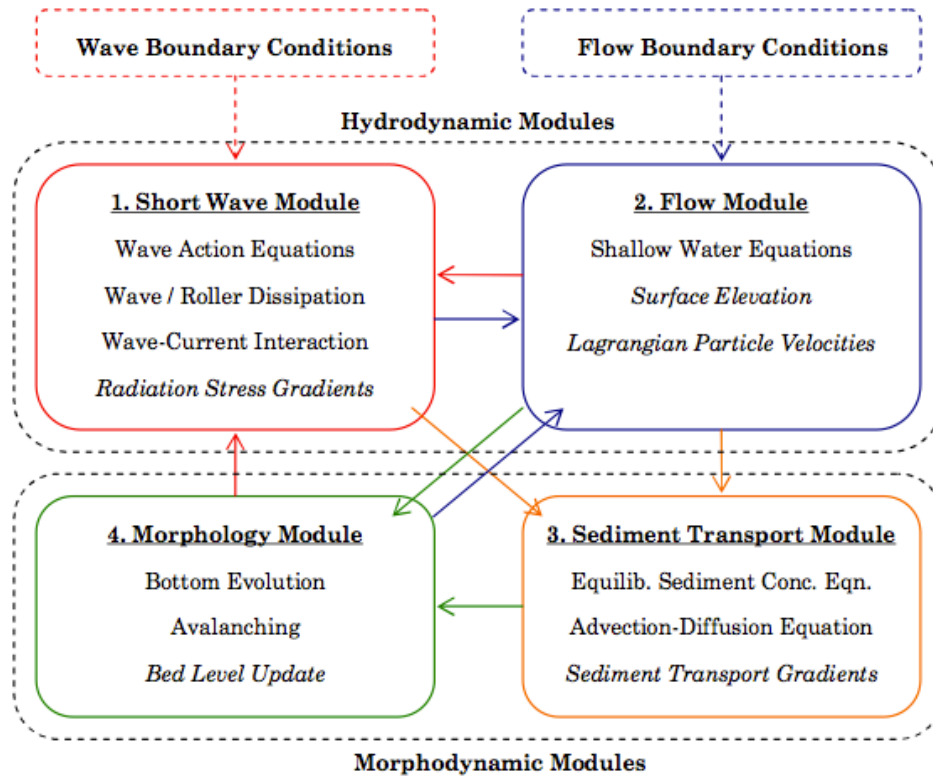 Wave Boundary Conditions
Flow Boundary Conditions
Hydrodynamic Modules
1. Short Wave Module
Wave Action Equations
Wave / Roller Dissipation
Wave-Current Interaction
Radiation Stress Gradients
2. Flow Module
Shallow Water Equations
Surface Elevation
Lagrangian Particle Velocities
4. Morphology Module
Bottom Evolution
Avalanching
Bed Level Update
3. Sediment Transport Module
Equilib. Sediment Conc. Eqn.
Advection-Diffusion Equation
Sediment Transport Gradients
Morphodynamic Modules